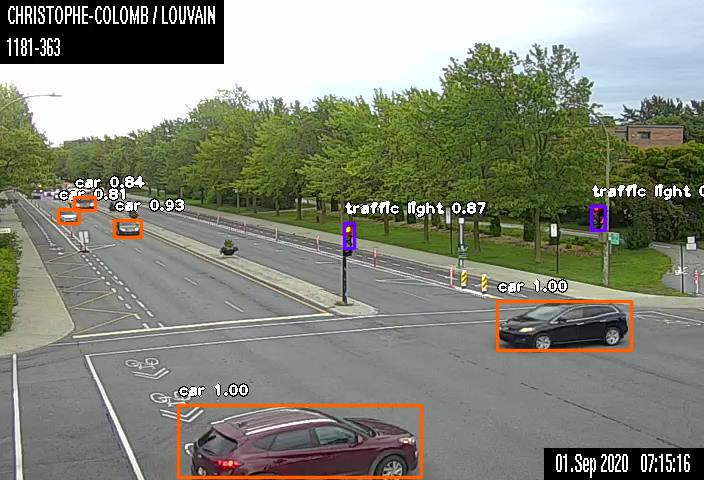 CHRISTOPHE-COLOMB / LOUVAIN
1181-363
car 0.84
car 0.81
car 0.93
traffic light 0.87
traffic light 0
car 1.00
car 1.00
01.Sep 2020 07:15:16